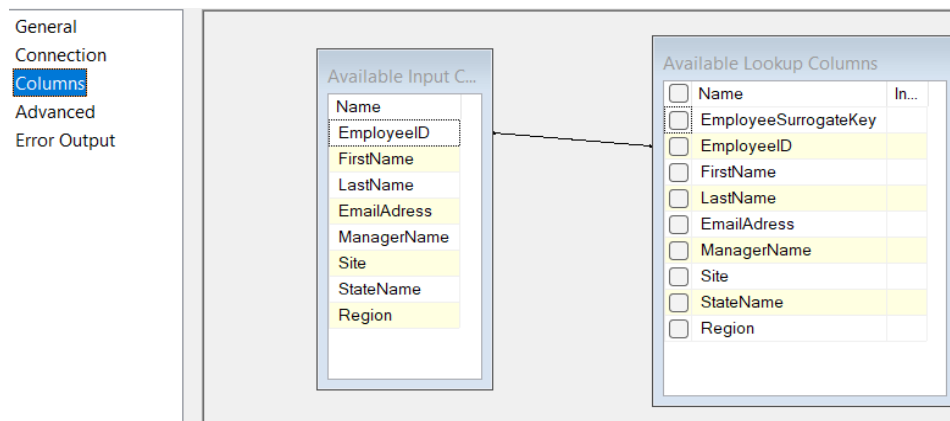 General
Connection
Columns
Advanced
Error Output
Available Input C...
Name
EmployeeID
FirstName
LastName
EmailAdress
ManagerName
Site
StateName
Region
Available Lookup Columns
Name In...
EmployeeSurrogateKey
EmployeeID
FirstName
LastName
EmailAdress
ManagerName
Site
StateName
Region